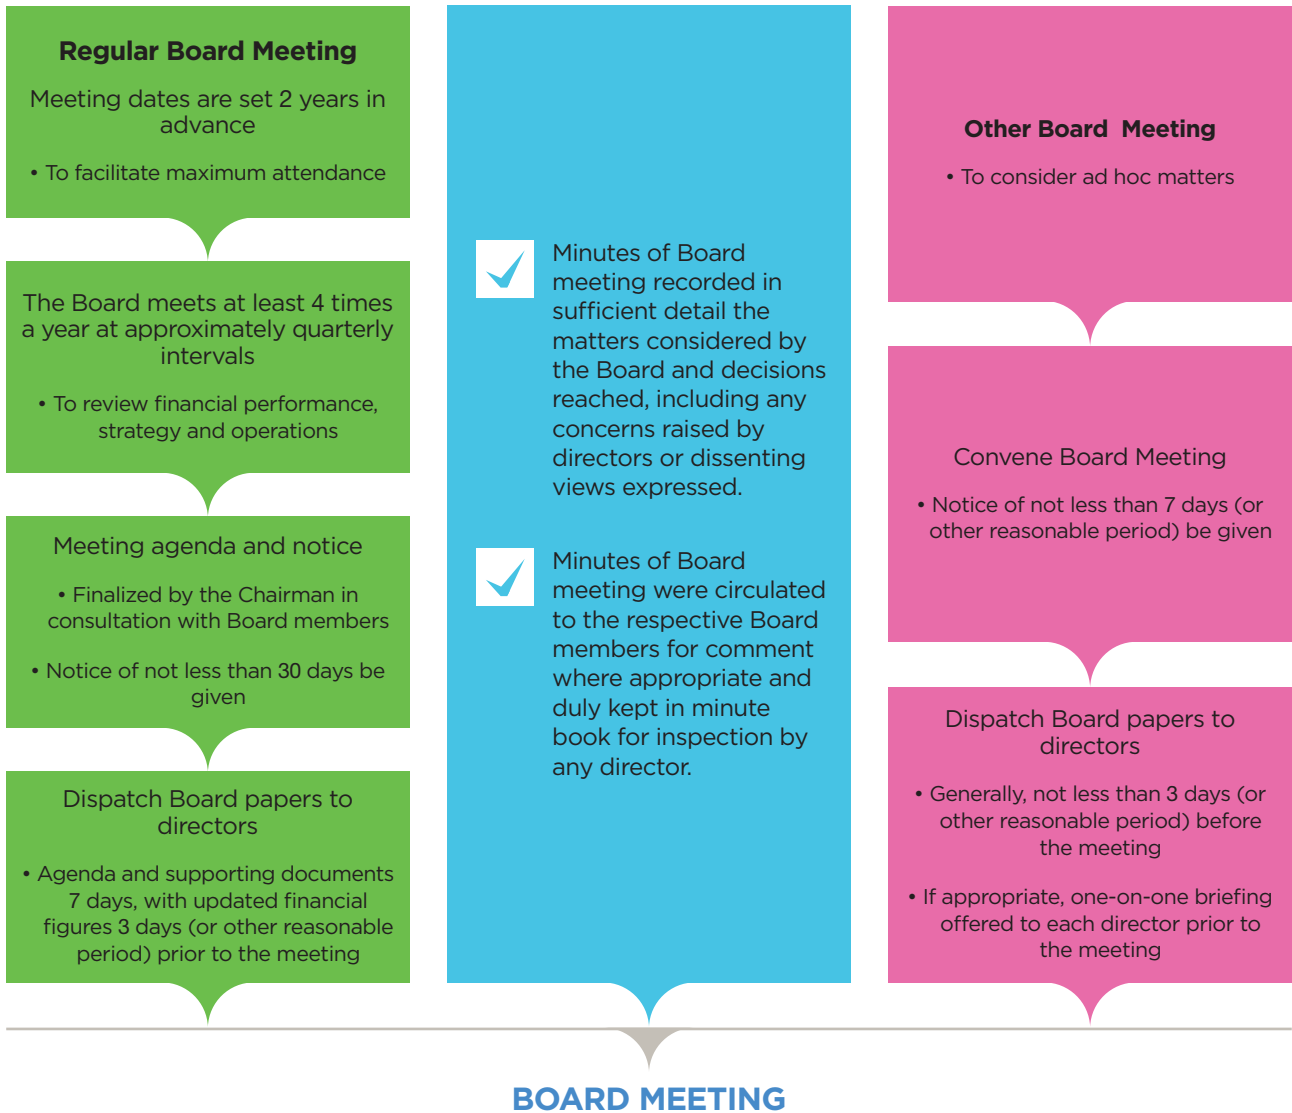 Regular Board Meeting
Meeting dates are set 2 years in
advance
• To facilitate maximum attendance
The Board meets at least 4 times
a year at approximately quarterly
intervals
• To review financial performance,
strategy and operations
Meeting agenda and notice
• Finalized by the Chairman in
consultation with Board members
• Notice of not less than 30 days be
given
Dispatch Board papers to
directors
• Agenda and supporting documents
7 days, with updated financial
figures 3 days (or other reasonable
period) prior to the meeting
Minutes of Board
meeting recorded in
sufficient detail the
matters considered by
the Board and decisions
reached, including any
concerns raised by
directors or dissenting
views expressed.
Minutes of Board
meeting were circulated
to the respective Board
members for comment
where appropriate and
duly kept in minute
book for inspection by
any director.
Other Board Meeting
• To consider ad hoc matters
Convene Board Meeting
• Notice of not less than 7 days (or
other reasonable period) be given
Dispatch Board papers to
directors
• Generally, not less than 3 days (or
other reasonable period) before
the meeting
• If appropriate, one-on-one briefing
offered to each director prior to
the meeting
BOARD MEETING